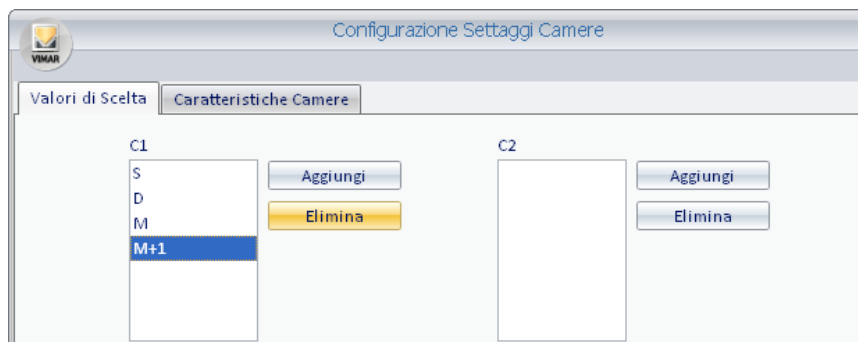 Configurazione Settaggi Camere
VIMAR
Valori di Scelta
Caratteristiche Camere
C1
S
D
M
M+1
Aggiungi
Elimina
C2
Aggiungi
Elimina